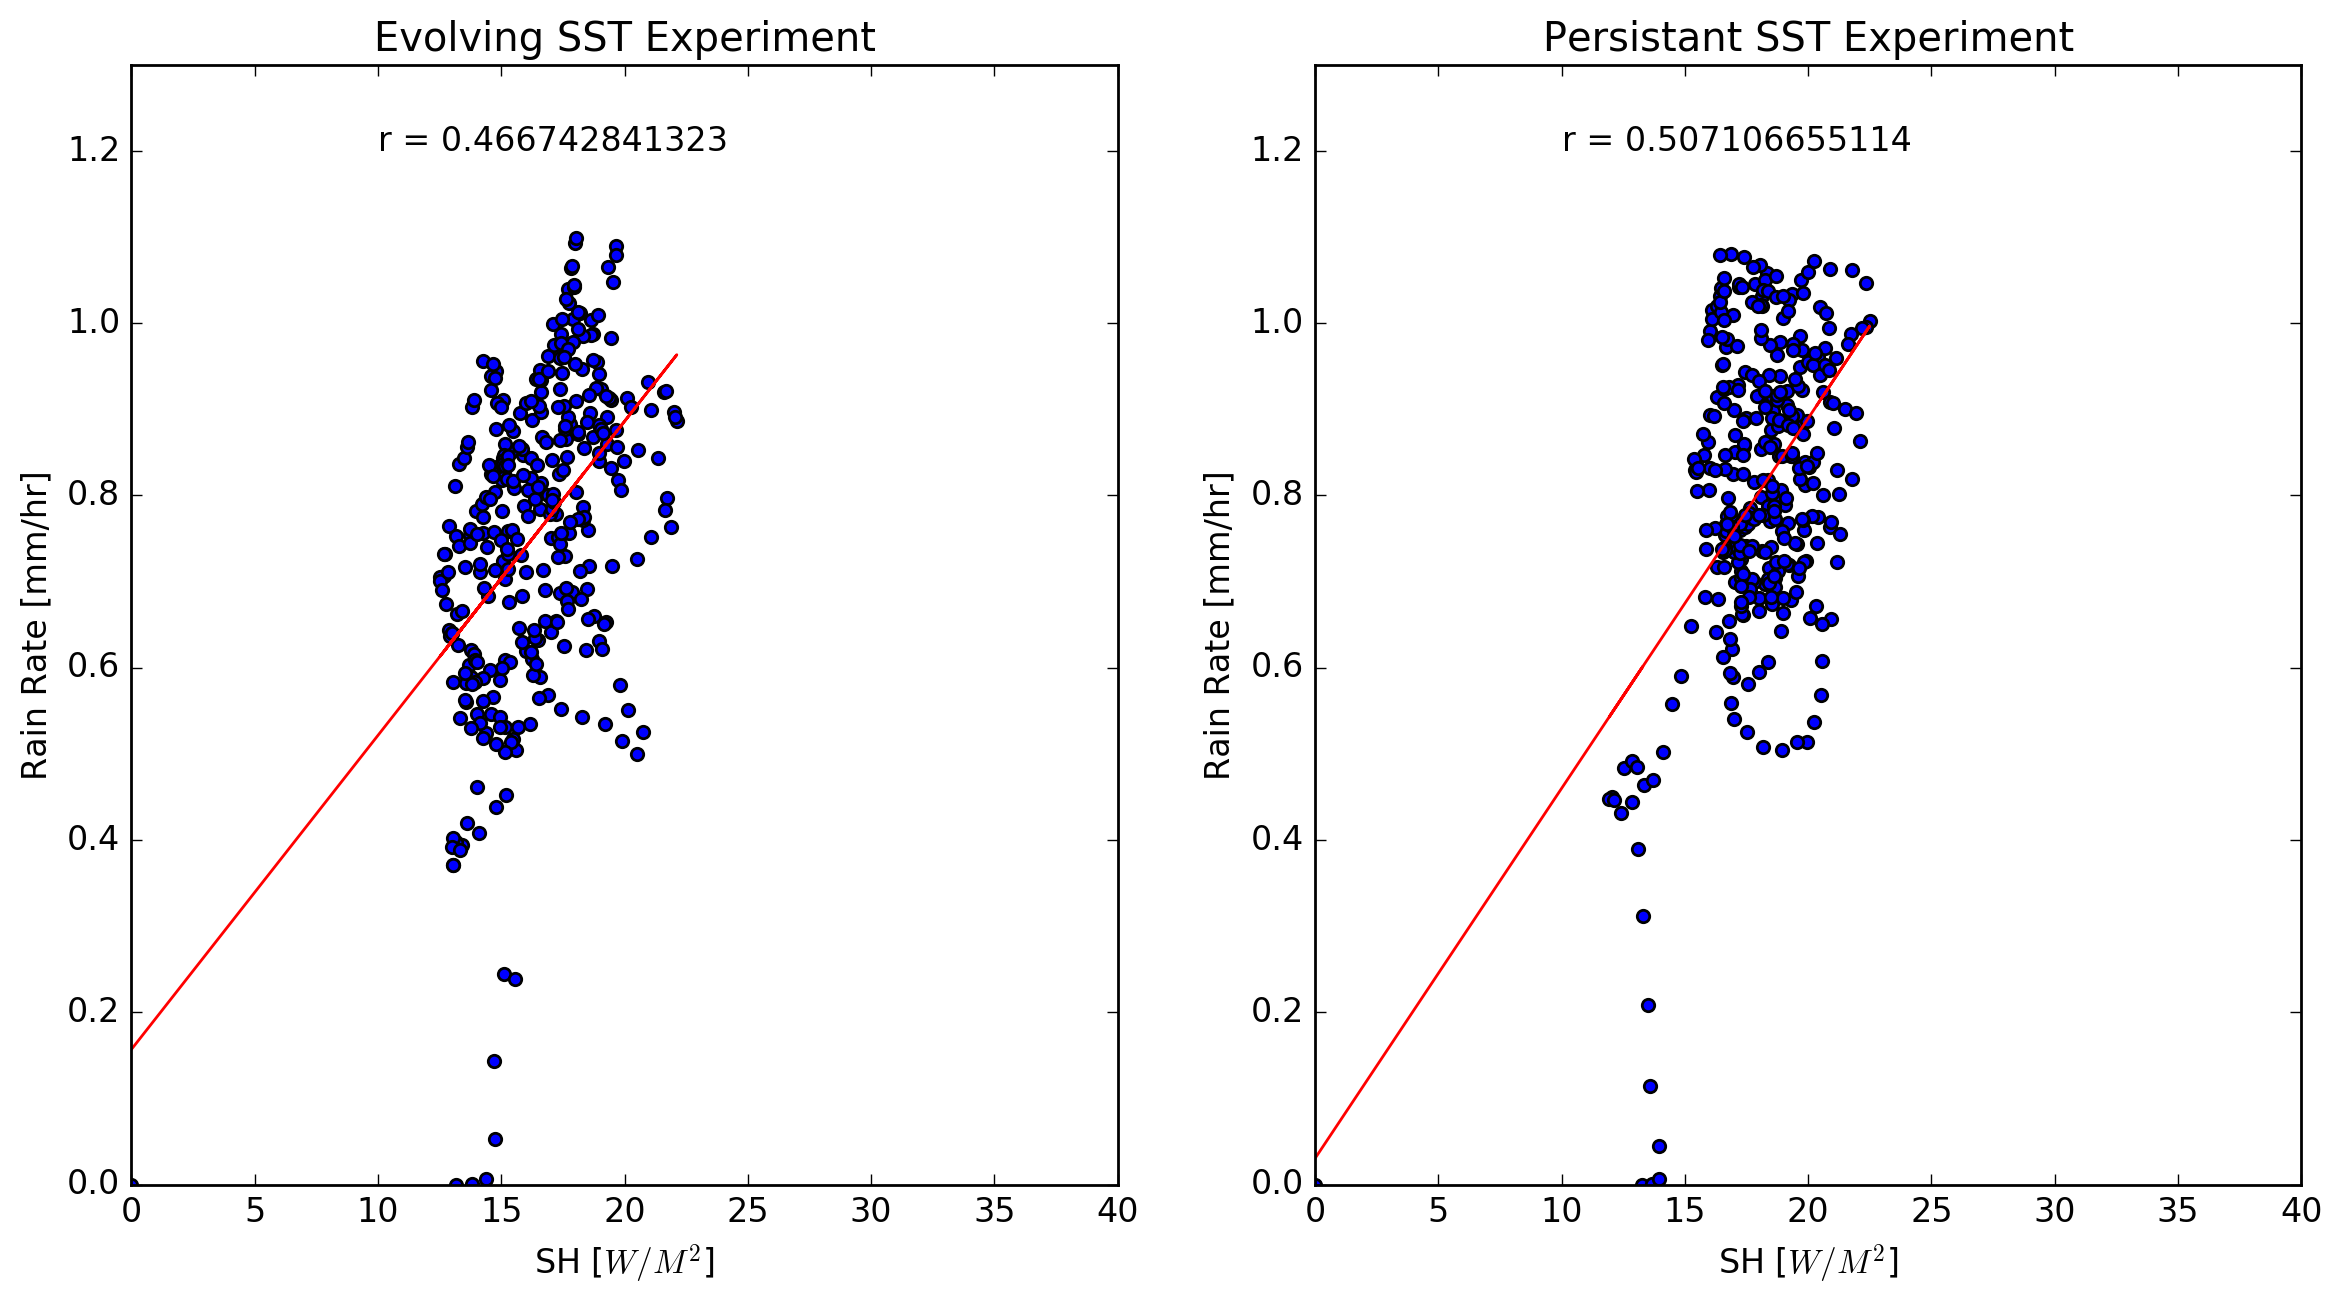 Evolving SST Experiment
r = 0.466742841323
Rain Rate [mm/hr]
1.2
1.0
0.8
0.6
0.4
0.2
0.0
0 5 10 15 20 25 30 35 40
SH [W/M²]
Persistant SST Experiment
r = 0.507106655114
Rain Rate [mm/hr]
1.2
1.0
0.8
0.6
0.4
0.2
0.0
0 5 10 15 20 25 30 35 40
SH [W/M²]